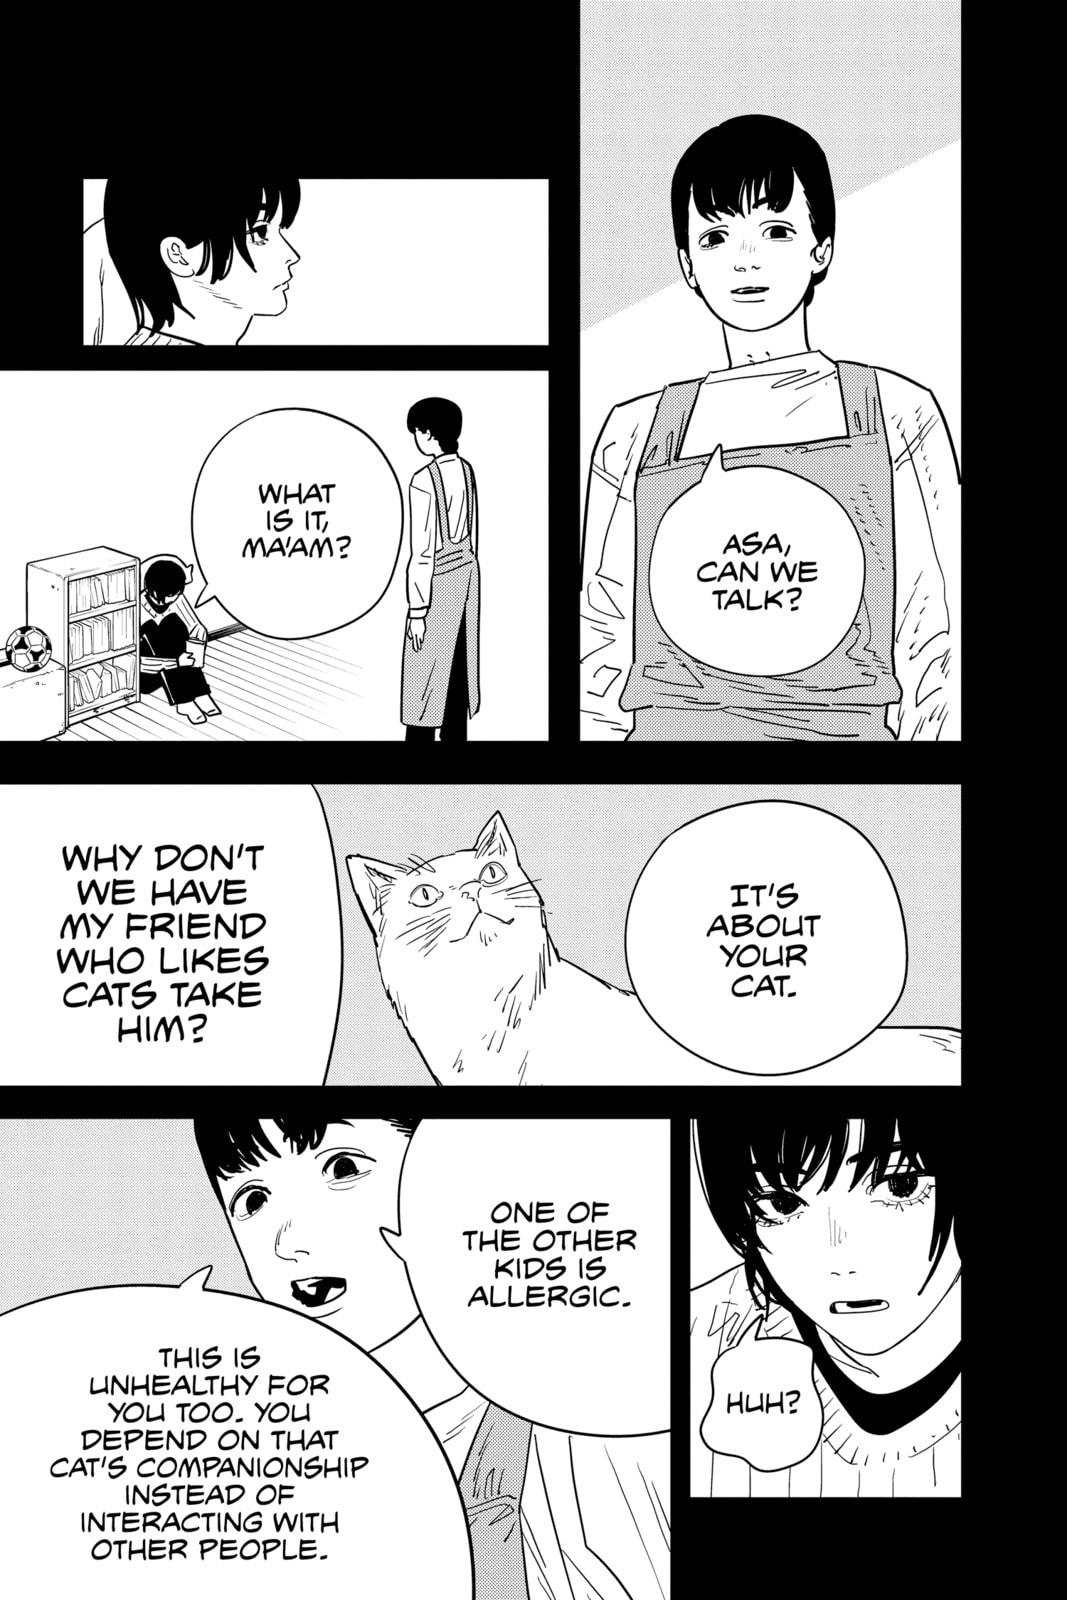 ASA,
CAN WE
TALK?
WHAT
IS IT,
MA'AM?
IT'S
ABOUT
YOUR
CAT.
WHY DON'T
WE HAVE
MY FRIEND
WHO LIKES
CATS TAKE
HIM?
HUH?
ONE OF
THE OTHER
KIDS IS
ALLERGIC.
THIS IS
UNHEALTHY FOR
YOU TOO. YOU
DEPEND ON THAT
CAT'S COMPANIONSHIP
INSTEAD OF
INTERACTING WITH
OTHER PEOPLE.